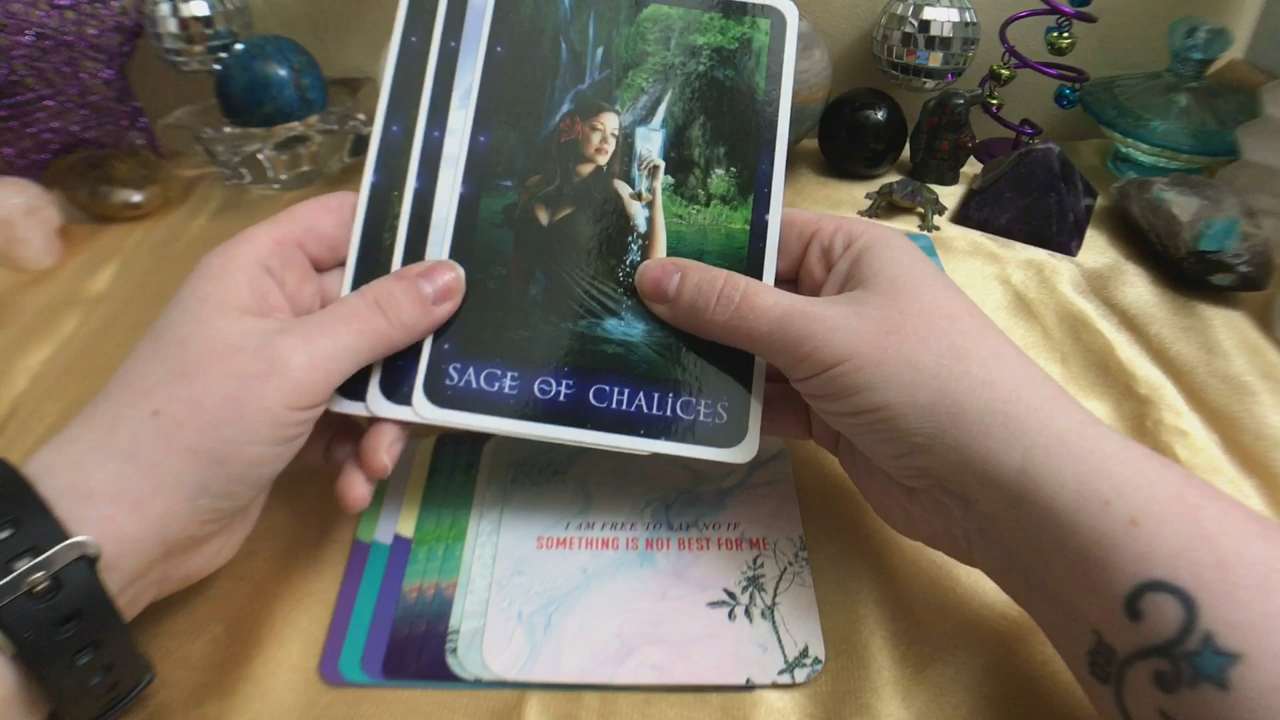 SAGE OF CHALiCES
I AM FREE TO SAY NO IF
SOMETHING IS NOT BEST FOR ME